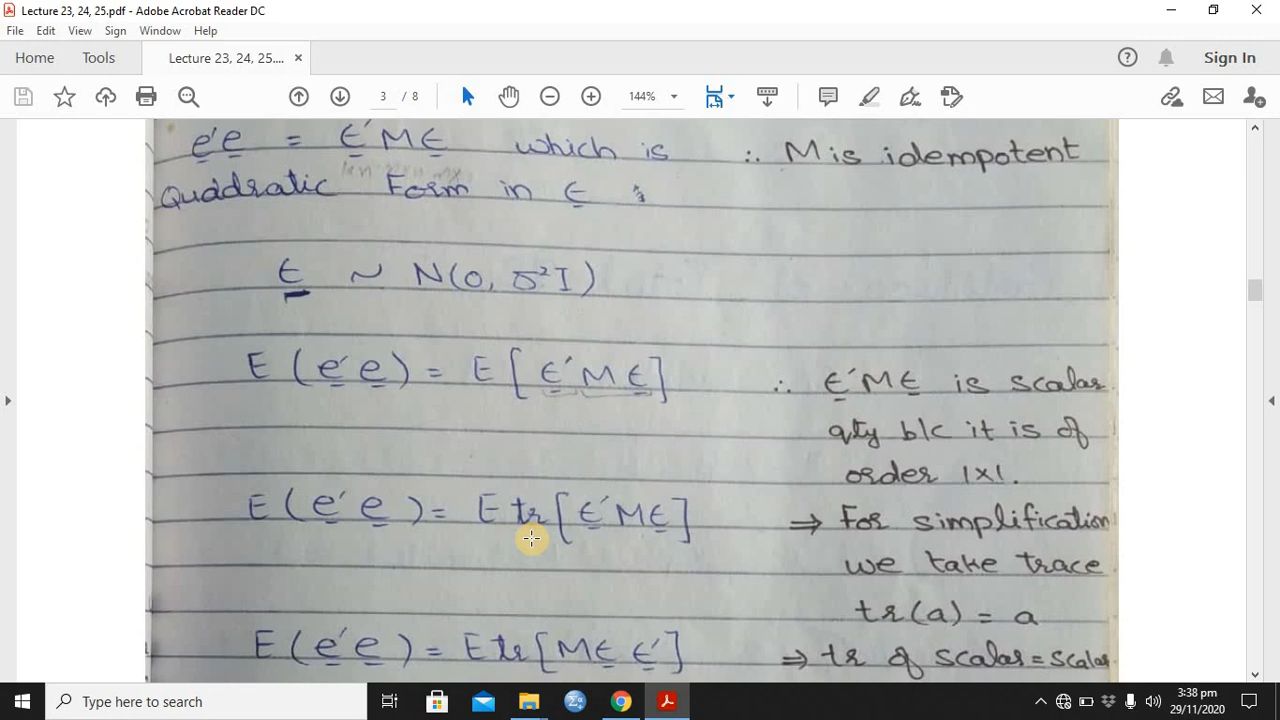 Lecture 23, 24, 25.pdf - Adobe Acrobat Reader DC
File Edit View Sign Window Help
Home Tools Lecture 23, 24, 25.... × Sign In
3 / 8 144%
e'e = ϵ'Mϵ which is ∴ M is idempotent
Quadratic Form in ϵ ;
ϵ ~ N(0, σ²I)
E(e'e) = E[ϵ'Mϵ] ∴ ϵ'Mϵ is scalar
qty b/c it is of
order 1x1.
E(e'e) = E tr[ϵ'Mϵ] ⇒ For simplification
we take trace
tr(a) = a
E(e'e) = E tr[Mϵϵ'] ⇒ tr of scalar = scalar
Type here to search
3:38 pm
29/11/2020